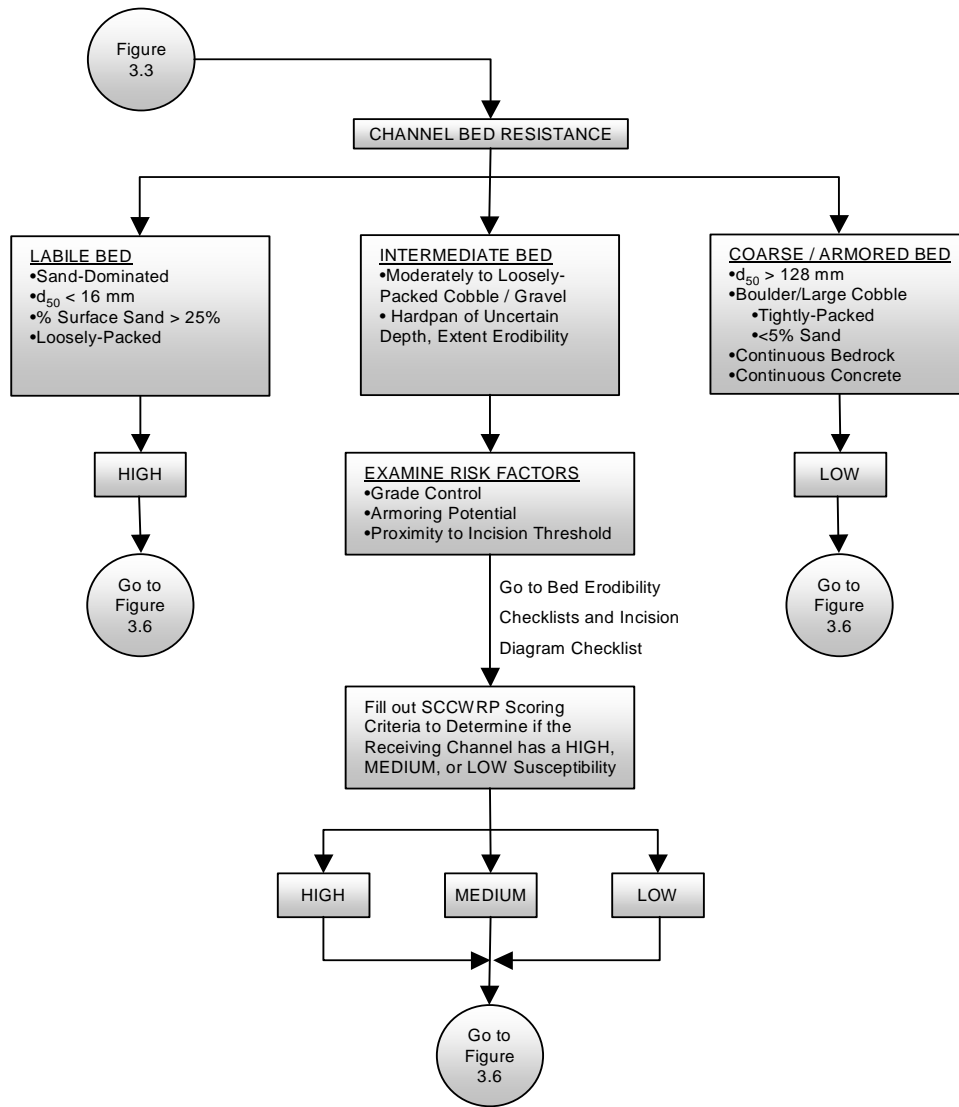 Figure
3.3
CHANNEL BED RESISTANCE
LABILE BED
•Sand-Dominated
•d50 < 16 mm
•% Surface Sand > 25%
•Loosely-Packed
INTERMEDIATE BED
•Moderately to Loosely-
Packed Cobble / Gravel
• Hardpan of Uncertain
Depth, Extent Erodibility
COARSE / ARMORED BED
•d50 > 128 mm
•Boulder/Large Cobble
•Tightly-Packed
•<5% Sand
•Continuous Bedrock
•Continuous Concrete
HIGH
EXAMINE RISK FACTORS
•Grade Control
•Armoring Potential
•Proximity to Incision Threshold
LOW
Go to
Figure
3.6
Go to Bed Erodibility
Checklists and Incision
Diagram Checklist
Go to
Figure
3.6
Fill out SCCWRP Scoring
Criteria to Determine if the
Receiving Channel has a HIGH,
MEDIUM, or LOW Susceptibility
HIGH
MEDIUM
LOW
Go to
Figure
3.6